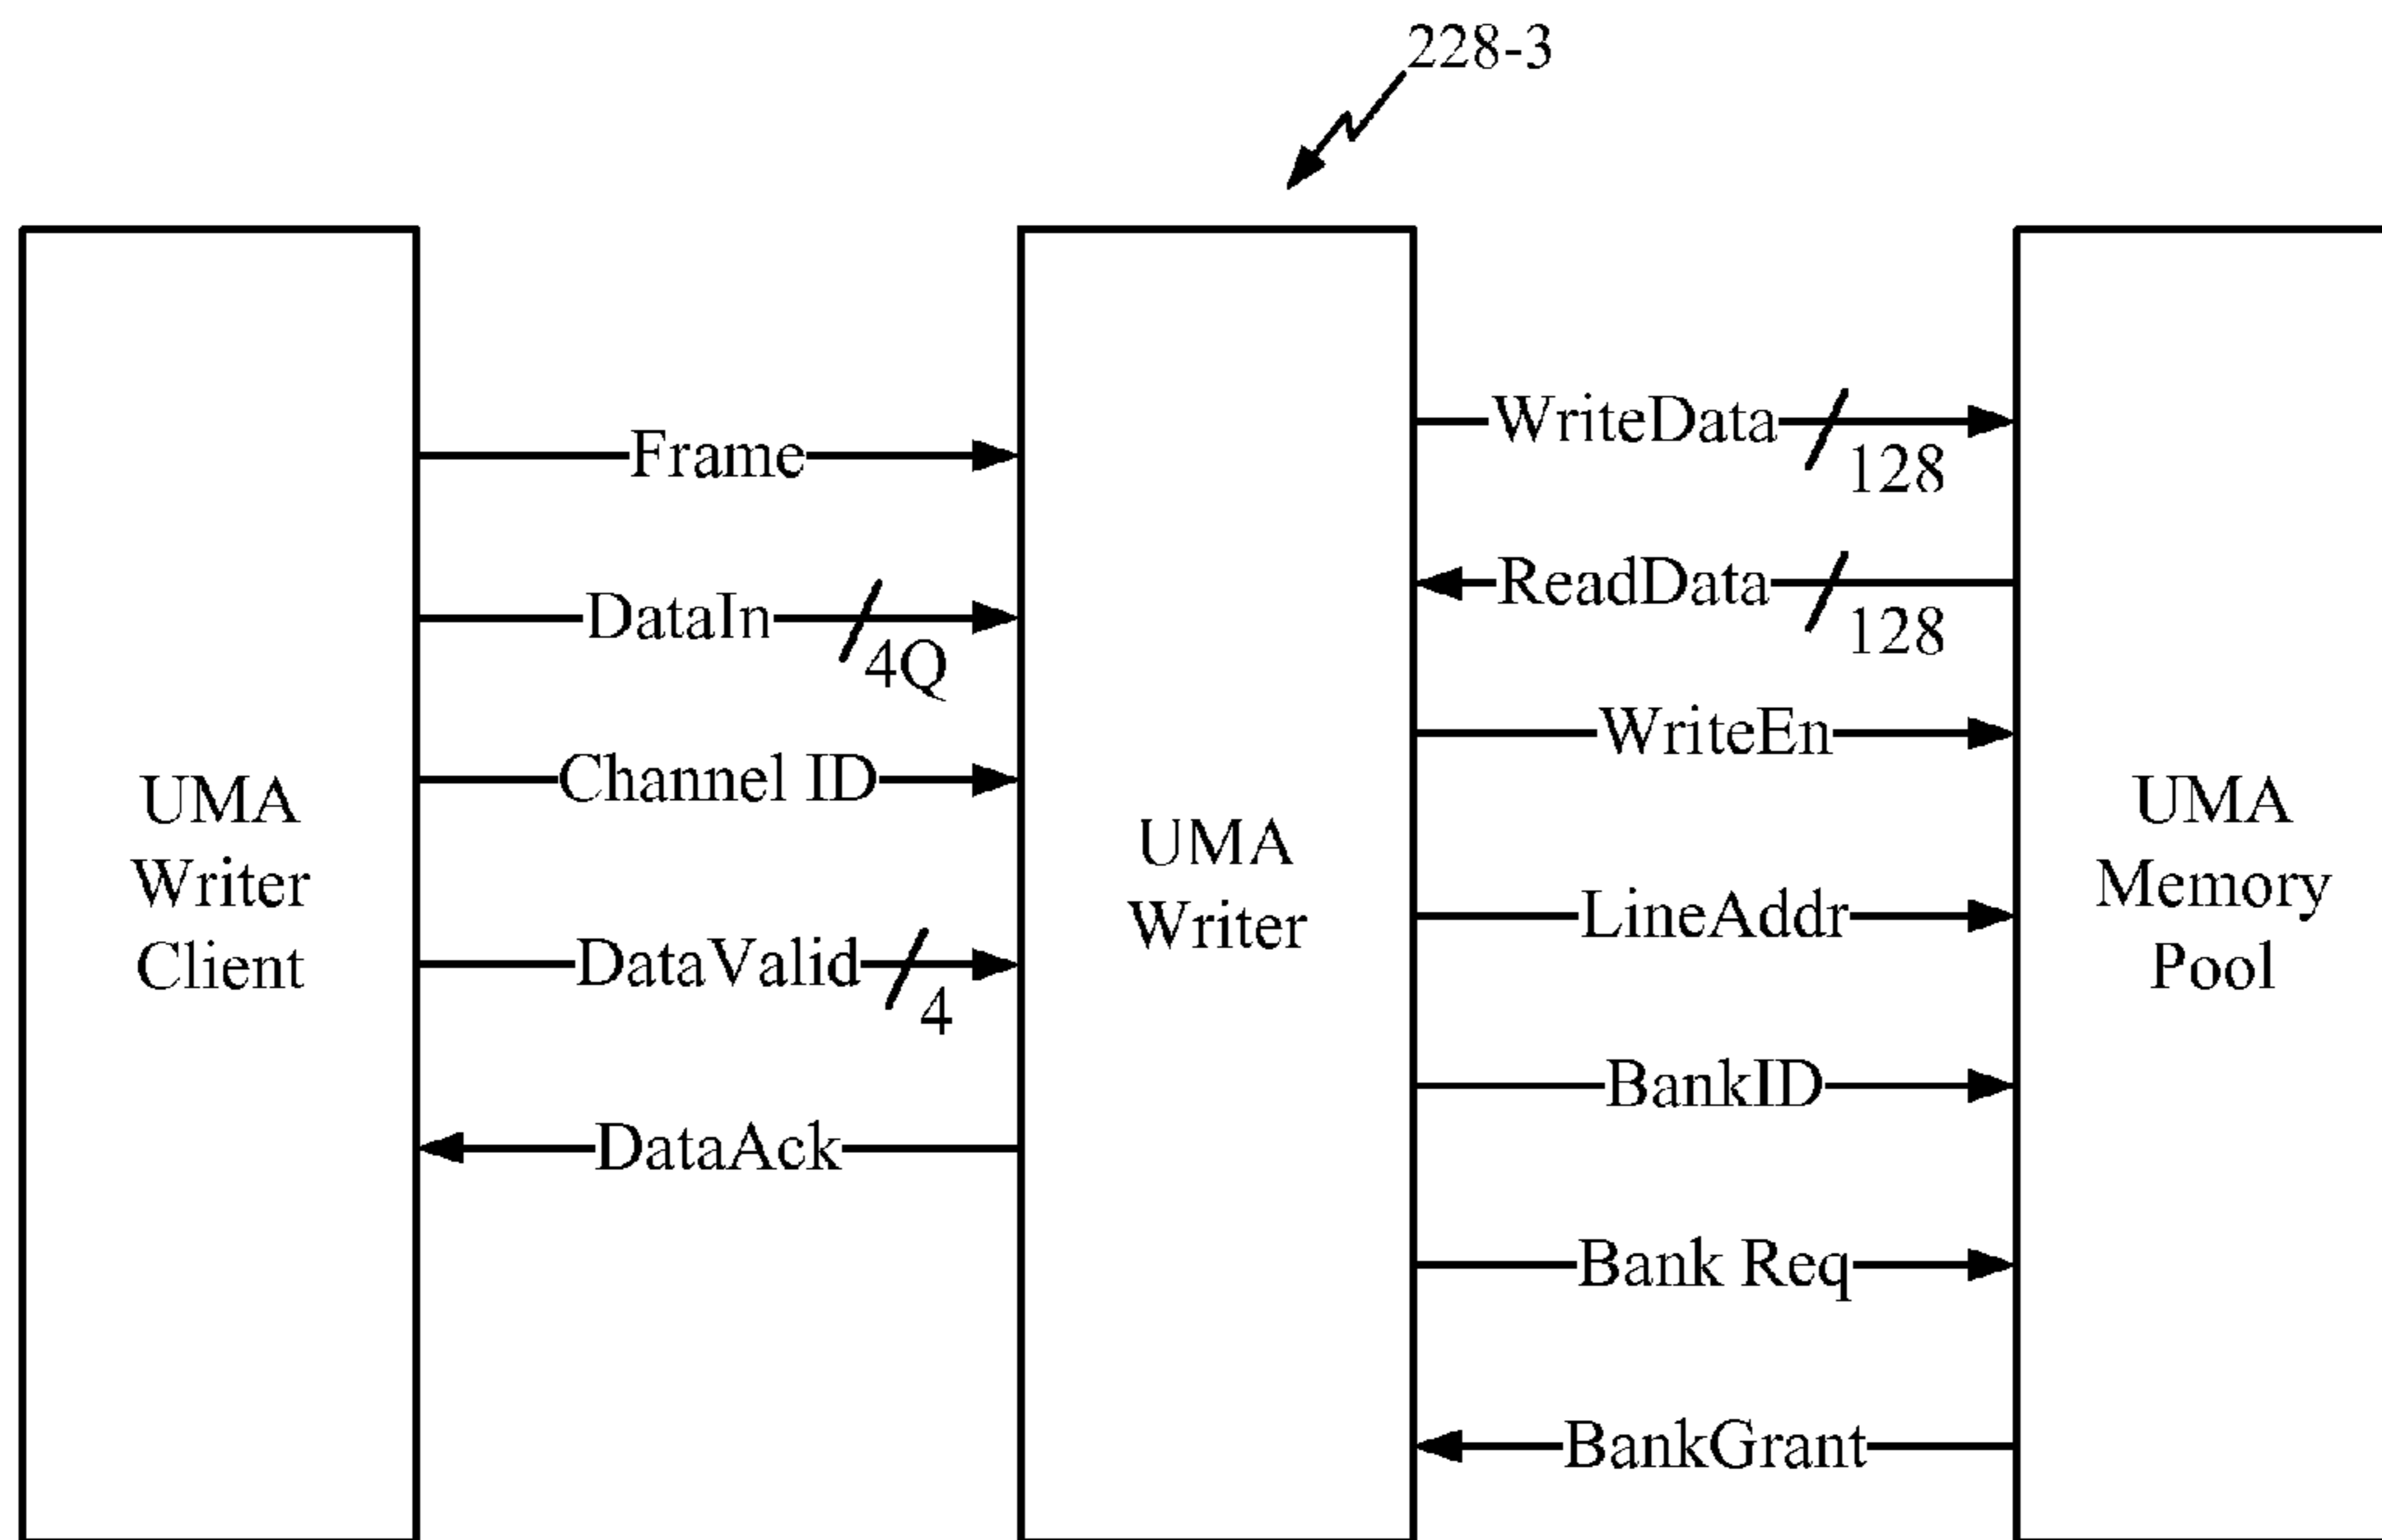 228-3
UMA
Writer
Client
Frame
DataIn
4Q
Channel ID
DataValid
4
DataAck
UMA
Writer
WriteData
128
ReadData
128
WriteEn
LineAddr
BankID
Bank Req
BankGrant
UMA
Memory
Pool